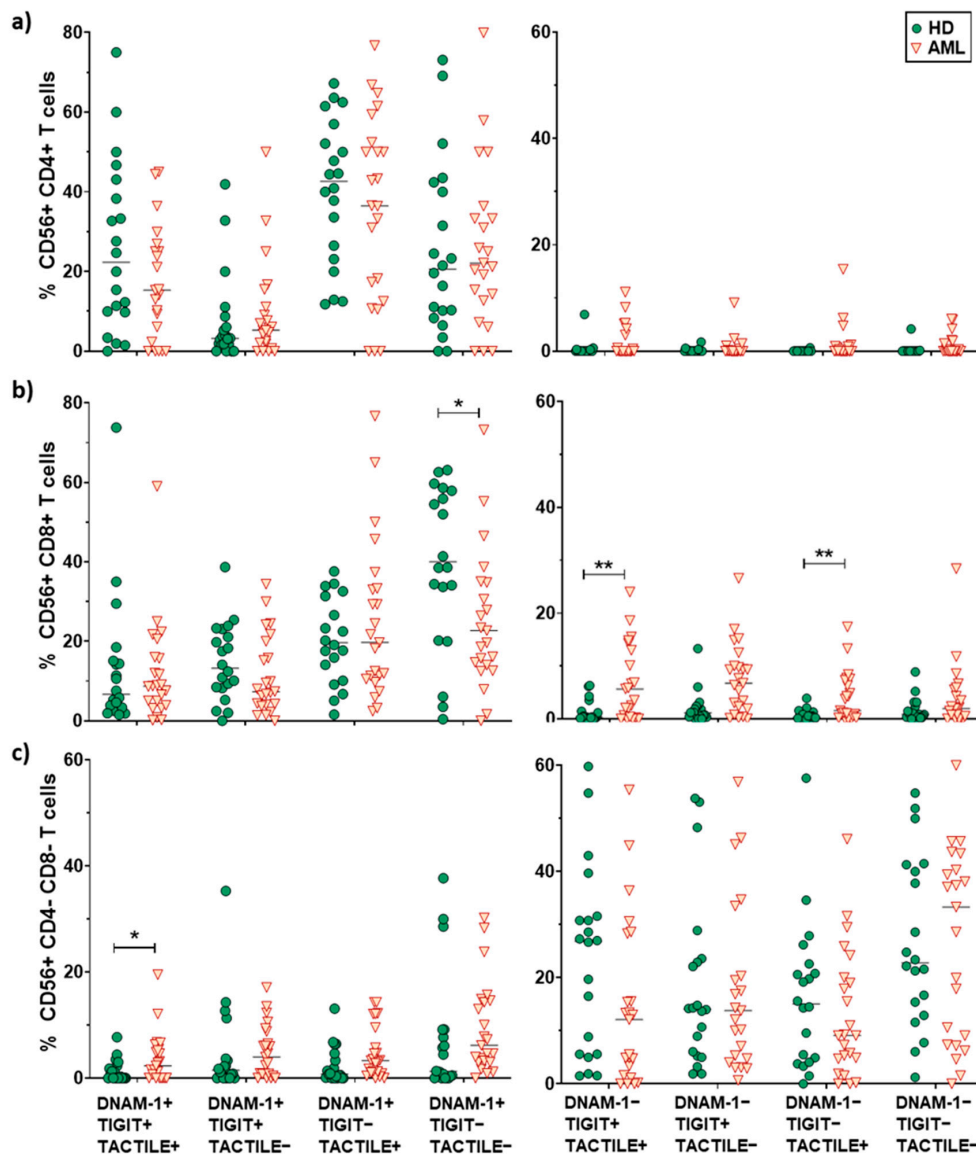 a)
HD
AML
% CD56+ CD4+ T cells
80
60
40
20
0
60
40
20
0
b)
% CD56+ CD8+ T cells
80
60
40
20
0
*
60
40
20
0
**
**
c)
% CD56+ CD4- CD8- T cells
60
40
20
0
*
60
40
20
0
DNAM-1+ DNAM-1+ DNAM-1+ DNAM-1+ DNAM-1− DNAM-1− DNAM-1− DNAM-1−
TIGIT+ TIGIT+ TIGIT− TIGIT− TIGIT+ TIGIT+ TIGIT− TIGIT-
TACTILE+ TACTILE− TACTILE+ TACTILE− TACTILE+ TACTILE− TACTILE+ TACTILE−